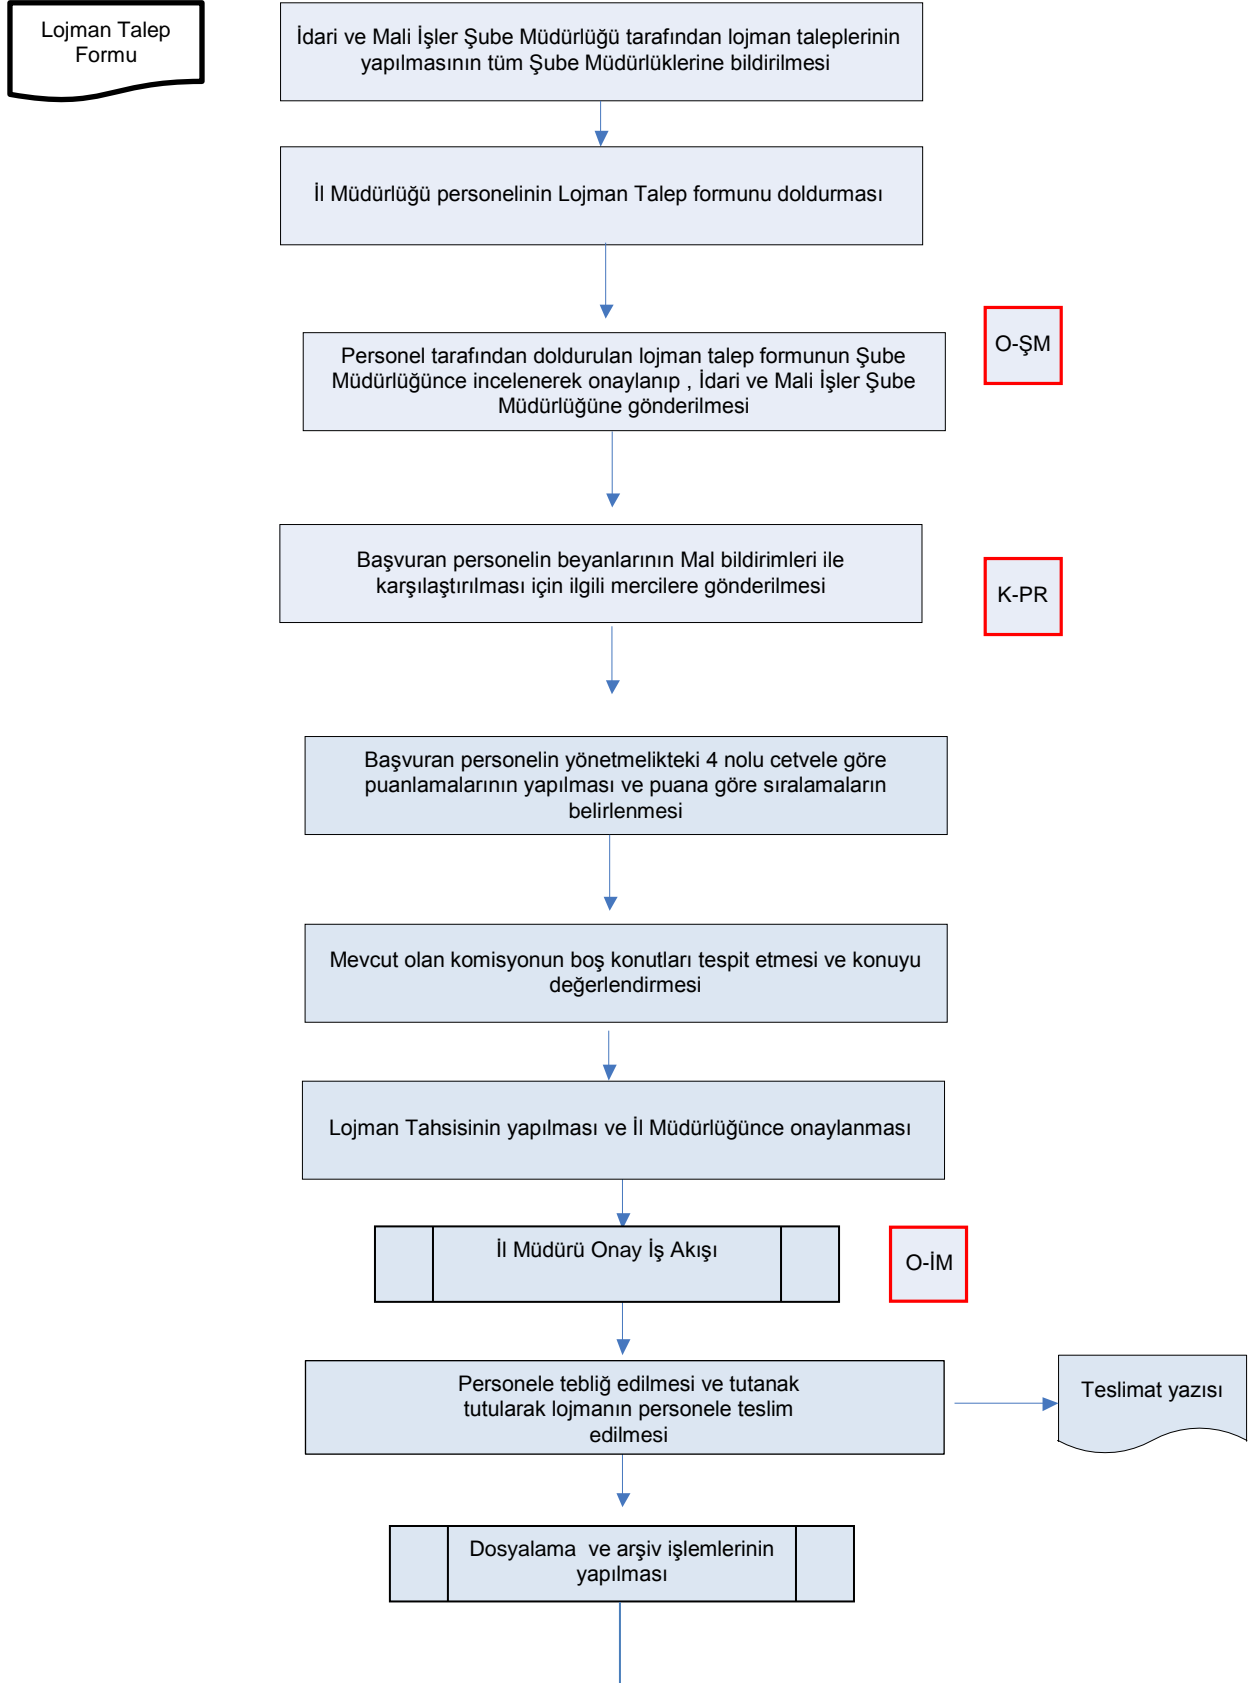 Lojman Talep
Formu
İdari ve Mali İşler Şube Müdürlüğü tarafından lojman taleplerinin
yapılmasının tüm Şube Müdürlüklerine bildirilmesi
İl Müdürlüğü personelinin Lojman Talep formunu doldurması
Personel tarafından doldurulan lojman talep formunun Şube
Müdürlüğünce incelenerek onaylanıp , İdari ve Mali İşler Şube
Müdürlüğüne gönderilmesi
O-ŞM
Başvuran personelin beyanlarının Mal bildirimleri ile
karşılaştırılması için ilgili mercilere gönderilmesi
K-PR
Başvuran personelin yönetmelikteki 4 nolu cetvele göre
puanlamalarının yapılması ve puana göre sıralamaların
belirlenmesi
Mevcut olan komisyonun boş konutları tespit etmesi ve konuyu
değerlendirmesi
Lojman Tahsisinin yapılması ve İl Müdürlüğünce onaylanması
İl Müdürü Onay İş Akışı
O-İM
Personele tebliğ edilmesi ve tutanak
tutularak lojmanın personele teslim
edilmesi
Teslimat yazısı
Dosyalama  ve arşiv işlemlerinin
yapılması